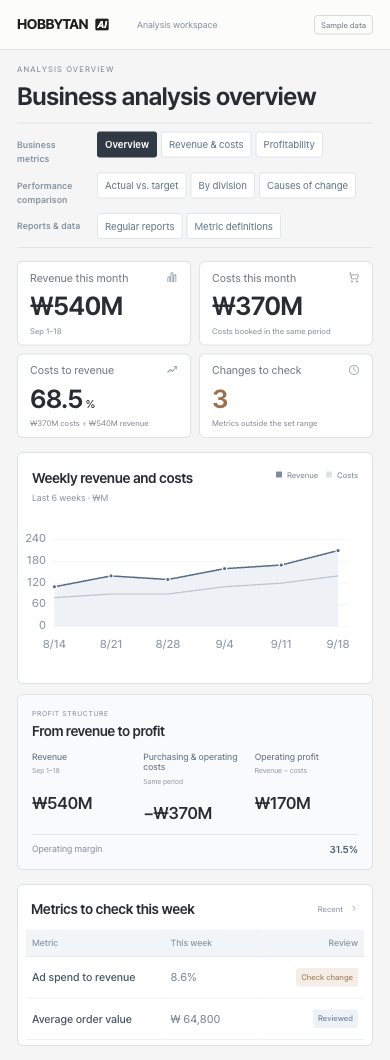 HOBBYTAN AI
Analysis workspace
Sample data
ANALYSIS OVERVIEW
Business analysis overview
Business
metrics
Overview
Revenue & costs
Profitability
Performance
comparison
Actual vs. target
By division
Causes of change
Reports & data
Regular reports
Metric definitions
Revenue this month
₩540M
Sep 1–18
Costs this month
₩370M
Costs booked in the same period
Costs to revenue
68.5 %
₩370M costs ÷ ₩540M revenue
Changes to check
3
Metrics outside the set range
Weekly revenue and costs
Revenue
Costs
Last 6 weeks · ₩M
240
180
120
60
0
8/14
8/21
8/28
9/4
9/11
9/18
PROFIT STRUCTURE
From revenue to profit
Revenue
Sep 1–18
₩540M
Purchasing & operating
costs
Same period
−₩370M
Operating profit
Revenue − costs
₩170M
Operating margin
31.5%
Metrics to check this week
Recent
Metric
This week
Review
Ad spend to revenue
8.6%
Check change
Average order value
₩ 64,800
Reviewed